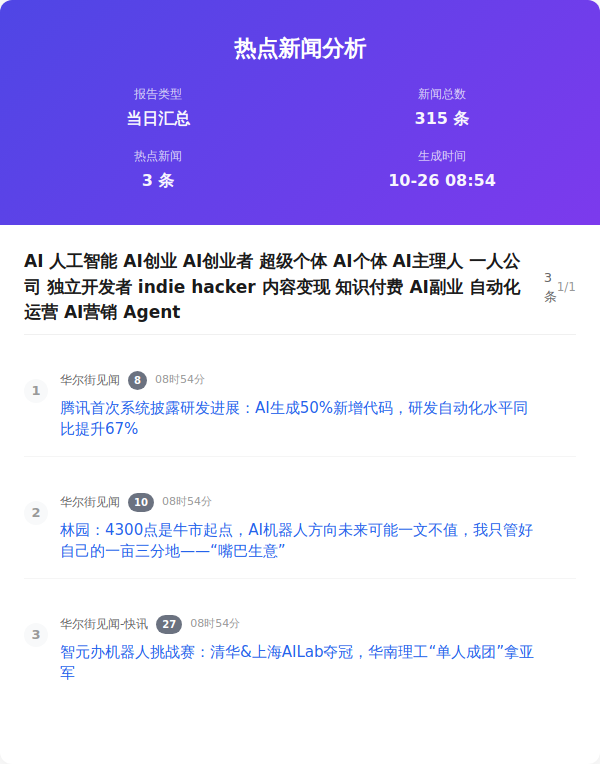 热点新闻分析
报告类型
当日汇总
新闻总数
315 条
热点新闻
3 条
生成时间
10-26 08:54
AI 人工智能 AI创业 AI创业者 超级个体 AI个体 AI主理人 一人公
司 独立开发者 indie hacker 内容变现 知识付费 AI副业 自动化
运营 AI营销 Agent
3
条
1/1
1
华尔街见闻 8 08时54分
腾讯首次系统披露研发进展：AI生成50%新增代码，研发自动化水平同
比提升67%
2
华尔街见闻 10 08时54分
林园：4300点是牛市起点，AI机器人方向未来可能一文不值，我只管好
自己的一亩三分地——“嘴巴生意”
3
华尔街见闻-快讯 27 08时54分
智元办机器人挑战赛：清华&上海AILab夺冠，华南理工“单人成团”拿亚
军